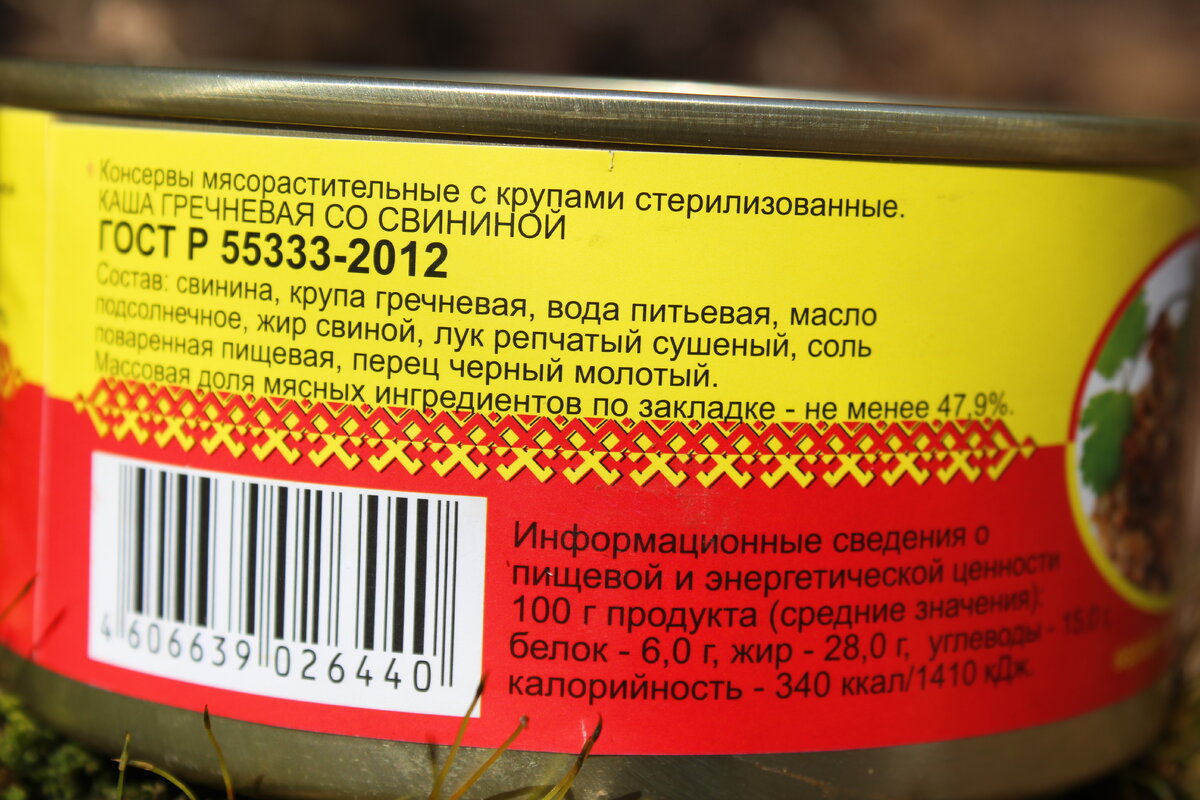 Консервы мясорастительные с крупами стерилизованные.
КАША ГРЕЧНЕВАЯ СО СВИНИНОЙ
ГОСТ Р 55333-2012
Состав: свинина, крупа гречневая, вода питьевая, масло
подсолнечное, жир свиной, лук репчатый сушеный, соль
поваренная пищевая, перец черный молотый.
Массовая доля мясных ингредиентов по закладке - не менее 47,9%.
4 606639 026440
Информационные сведения о
пищевой и энергетической ценности
100 г продукта (средние значения):
белок - 6,0 г, жир - 28,0 г, углеводы - 15,0 г
калорийность - 340 ккал/1410 кДж.